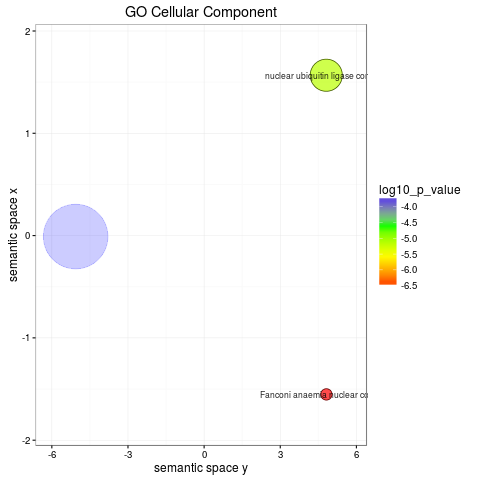 GO Cellular Component
2
1
0
-1
-2
semantic space x
nuclear ubiquitin ligase cor
Fanconi anaemia nuclear co
-6
-3
0
3
6
semantic space y
log10_p_value
-4.0
-4.5
-5.0
-5.5
-6.0
-6.5